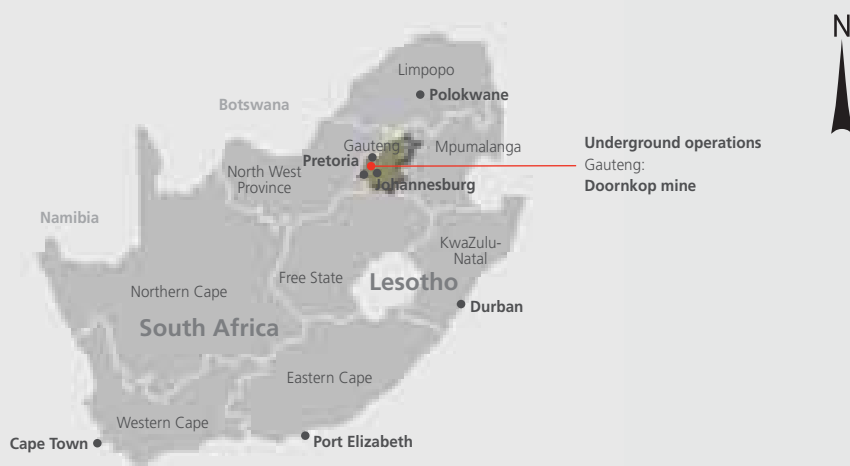 N
Limpopo
Polokwane
Botswana
Underground operations
Gauteng
Mpumalanga
Pretoria
Gauteng:
North West
Province
Johannesburg
Doornkop mine
Namibia
KwaZulu-
Natal
Free State
Lesotho
Northern Cape
Durban
South Africa
Eastern Cape
Western Cape
Cape Town
Port Elizabeth